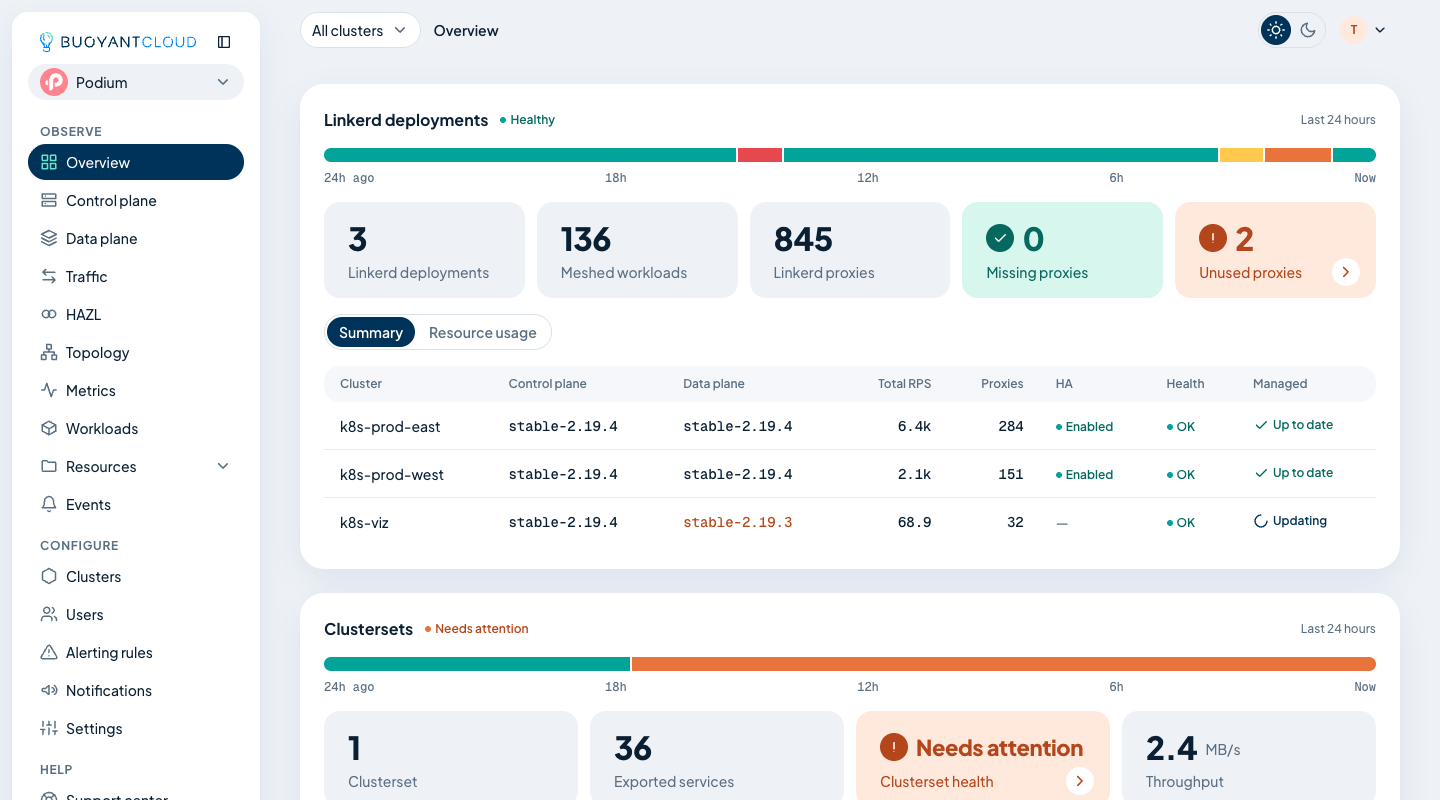 BUOYANTCLOUD
Podium
OBSERVE
Overview
Control plane
Data plane
Traffic
HAZL
Topology
Metrics
Workloads
Resources
Events
CONFIGURE
Clusters
Users
Alerting rules
Notifications
Settings
HELP
Support center
All clusters
Overview
T
Linkerd deployments
Healthy
Last 24 hours
24h ago 18h 12h 6h Now
3
Linkerd deployments
136
Meshed workloads
845
Linkerd proxies
0
Missing proxies
! 2
Unused proxies
Summary
Resource usage
Cluster Control plane Data plane Total RPS Proxies HA Health Managed
k8s-prod-east stable-2.19.4 stable-2.19.4 6.4k 284 Enabled OK Up to date
k8s-prod-west stable-2.19.4 stable-2.19.4 2.1k 151 Enabled OK Up to date
k8s-viz stable-2.19.4 stable-2.19.3 68.9 32 — OK Updating
Clustersets
Needs attention
Last 24 hours
24h ago 18h 12h 6h Now
1
Clusterset
36
Exported services
! Needs attention
Clusterset health
2.4 MB/s
Throughput